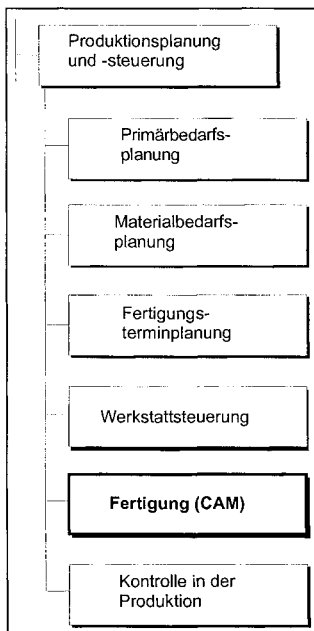 Produktionsplanung
und -steuerung
Primärbedarfs-
planung
Materialbedarfs-
planung
Fertigungs-
terminplanung
Werkstattsteuerung
Fertigung (CAM)
Kontrolle in der
Produktion